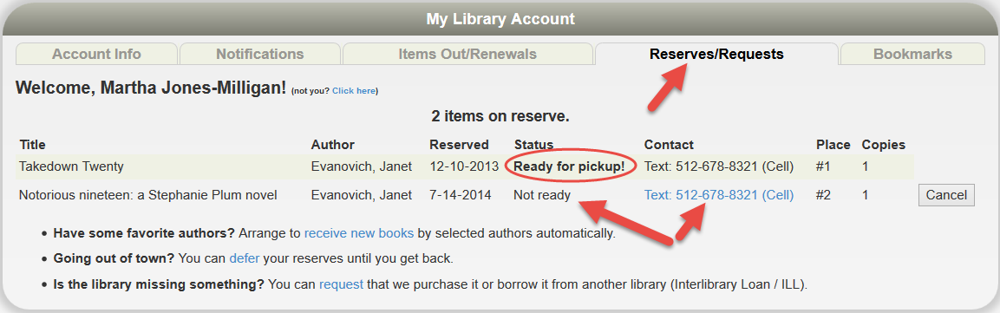 My Library Account
Account Info Notifications Items Out/Renewals Reserves/Requests Bookmarks
Welcome, Martha Jones-Milligan! (not you? Click here)
2 items on reserve.
Title Author Reserved Status Contact Place Copies
Takedown Twenty Evanovich, Janet 12-10-2013 Ready for pickup! Text: 512-678-8321 (Cell) #1 1
Notorious nineteen: a Stephanie Plum novel Evanovich, Janet 7-14-2014 Not ready Text: 512-678-8321 (Cell) #2 1 Cancel
• Have some favorite authors? Arrange to receive new books by selected authors automatically.
• Going out of town? You can defer your reserves until you get back.
• Is the library missing something? You can request that we purchase it or borrow it from another library (Interlibrary Loan / ILL).